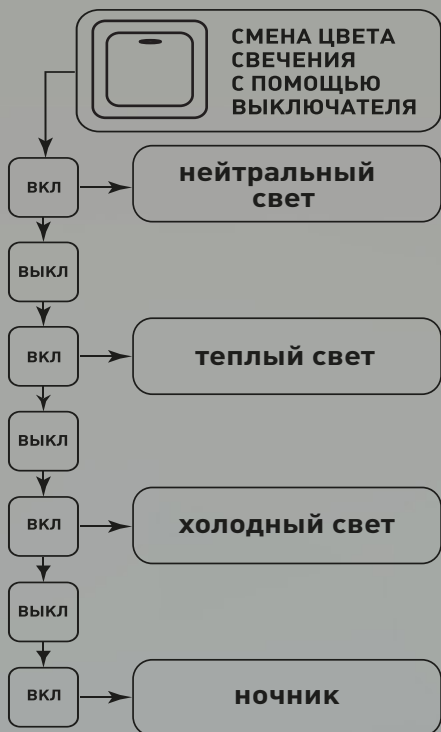 СМЕНА ЦВЕТА
СВЕЧЕНИЯ
С ПОМОЩЬЮ
ВЫКЛЮЧАТЕЛЯ
ВКЛ
нейтральный
свет
ВЫКЛ
ВКЛ
теплый свет
ВЫКЛ
ВКЛ
холодный свет
ВЫКЛ
ВКЛ
ночник